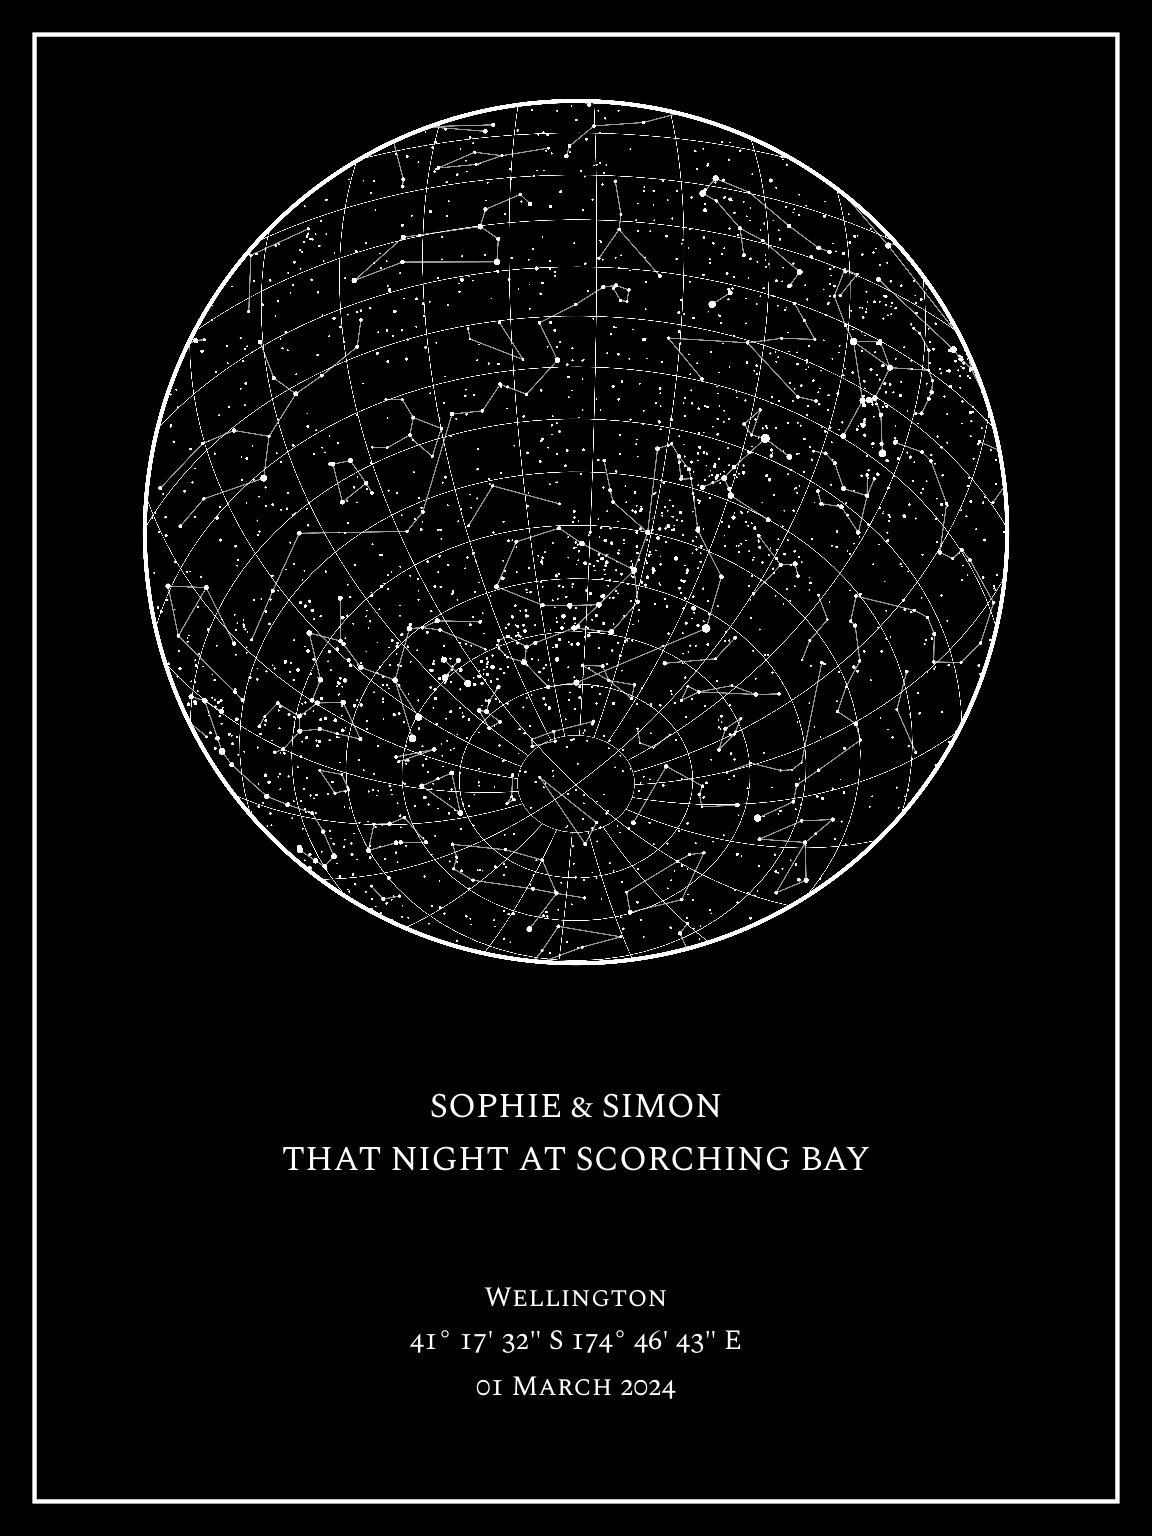 SOPHIE & SIMON
THAT NIGHT AT SCORCHING BAY
Wellington
41° 17' 32" S 174° 46' 43" E
01 March 2024